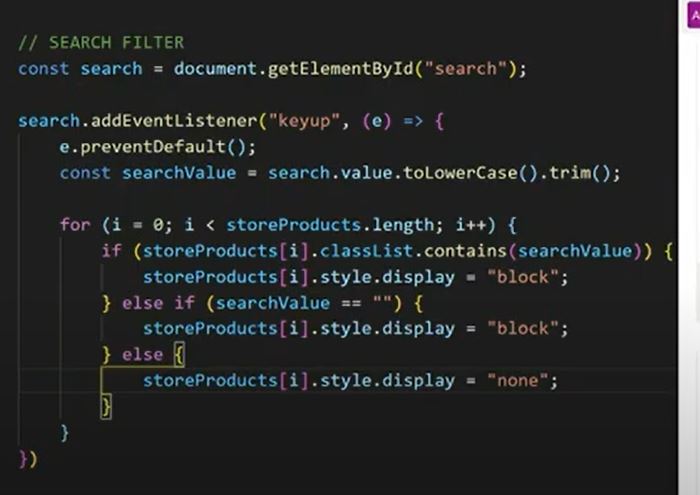 // SEARCH FILTER
const search = document.getElementById("search");
search.addEventListener("keyup", (e) => {
e.preventDefault();
const searchValue = search.value.toLowerCase().trim();
for (i = 0; i < storeProducts.length; i++) {
if (storeProducts[i].classList.contains(searchValue)) {
storeProducts[i].style.display = "block";
} else if (searchValue == "") {
storeProducts[i].style.display = "block";
} else {
storeProducts[i].style.display = "none";
}
}
})
A